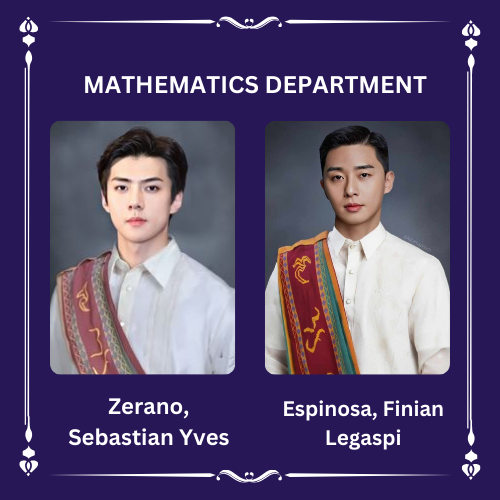 MATHEMATICS DEPARTMENT
Zerano,
Sebastian Yves
Espinosa, Finian
Legaspi